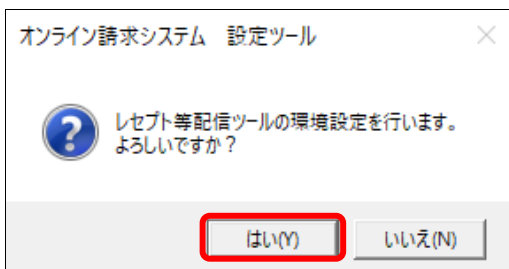 オンライン請求システム　設定ツール
レセプト等配信ツールの環境設定を行います。
よろしいですか？
はい(Y)
いいえ(N)